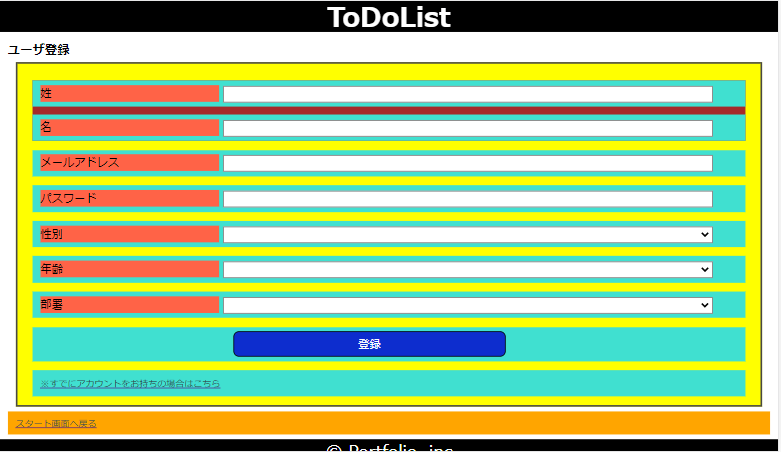 ToDoList
ユーザ登録
姓
名
メールアドレス
パスワード
性別
年齢
部署
登録
※すでにアカウントをお持ちの場合はこちら
スタート画面へ戻る
© Portfolio, inc